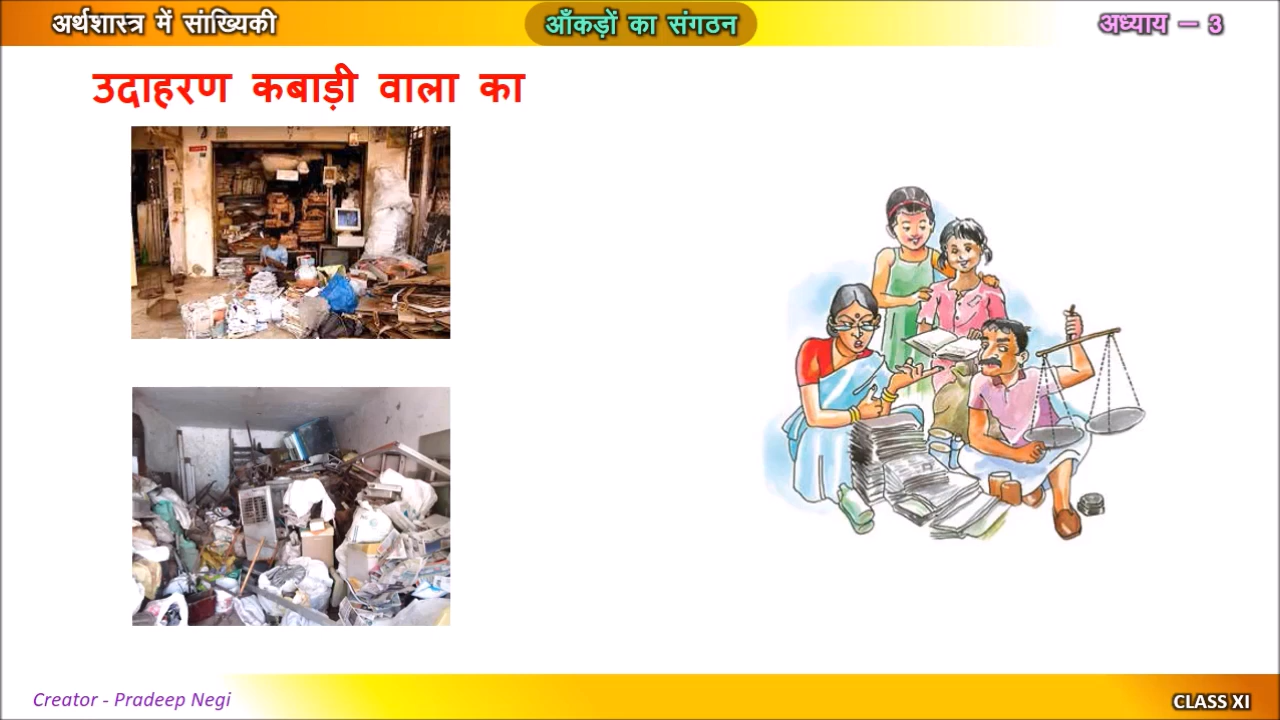 अर्थशास्त्र में सांख्यिकी
आँकड़ों का संगठन
अध्याय – 3
उदाहरण कबाड़ी वाला का
Creator - Pradeep Negi
CLASS XI